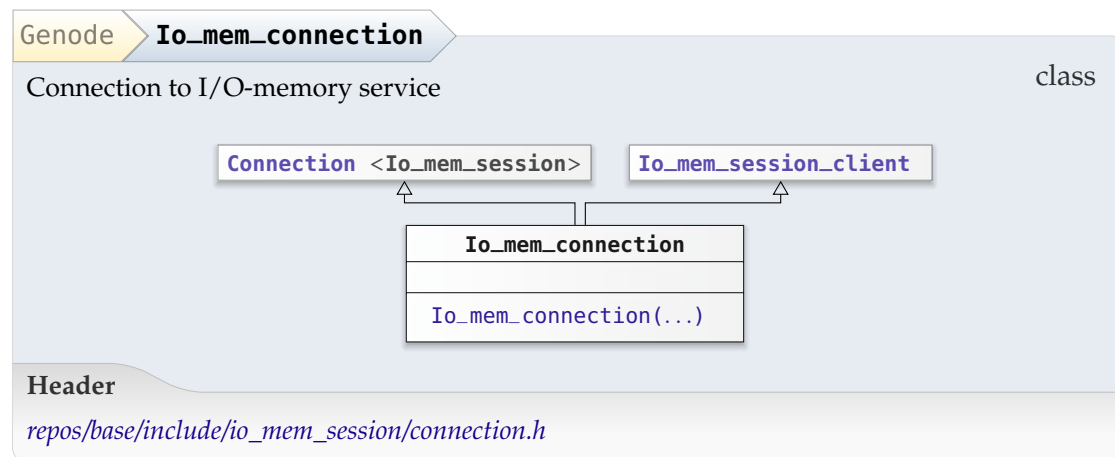 Genode Io_mem_connection
Connection to I/O-memory service
class
Connection <Io_mem_session>
Io_mem_session_client
Io_mem_connection
Io_mem_connection(...)
Header
repos/base/include/io_mem_session/connection.h